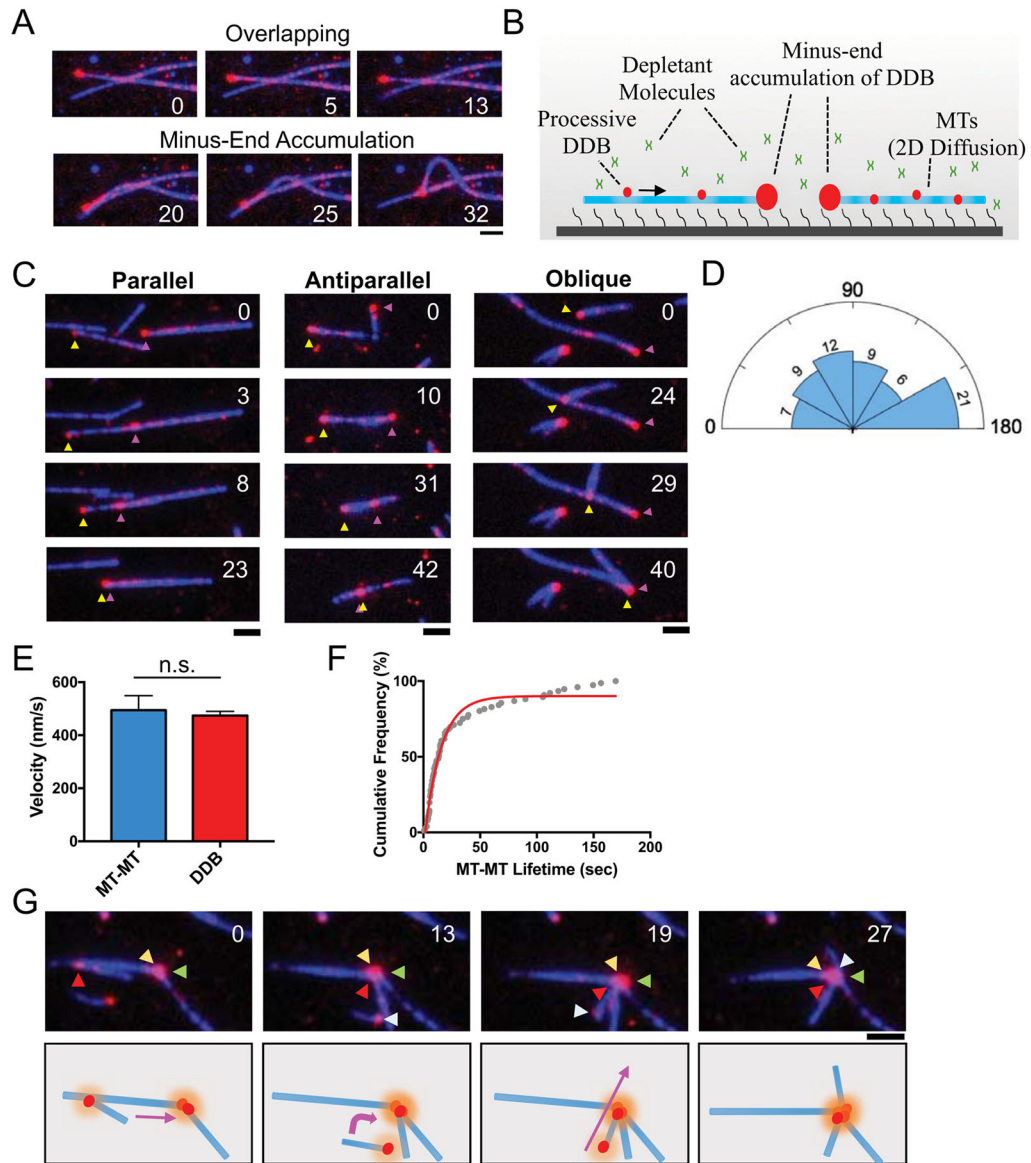 A
Overlapping
0
5
13
Minus-End Accumulation
20
25
32
B
Depletant
Molecules
Minus-end
accumulation of DDB
Processive
DDB
MTs
(2D Diffusion)
C
Parallel
Antiparallel
Oblique
0
0
0
3
10
24
8
31
29
23
42
40
D
90
0
180
7
9
12
9
6
21
E
n.s.
Velocity (nm/s)
600
400
200
0
MT-MT
DDB
F
Cumulative Frequency (%)
100
50
0
0
50
100
150
200
MT-MT Lifetime (sec)
G
0
13
19
27